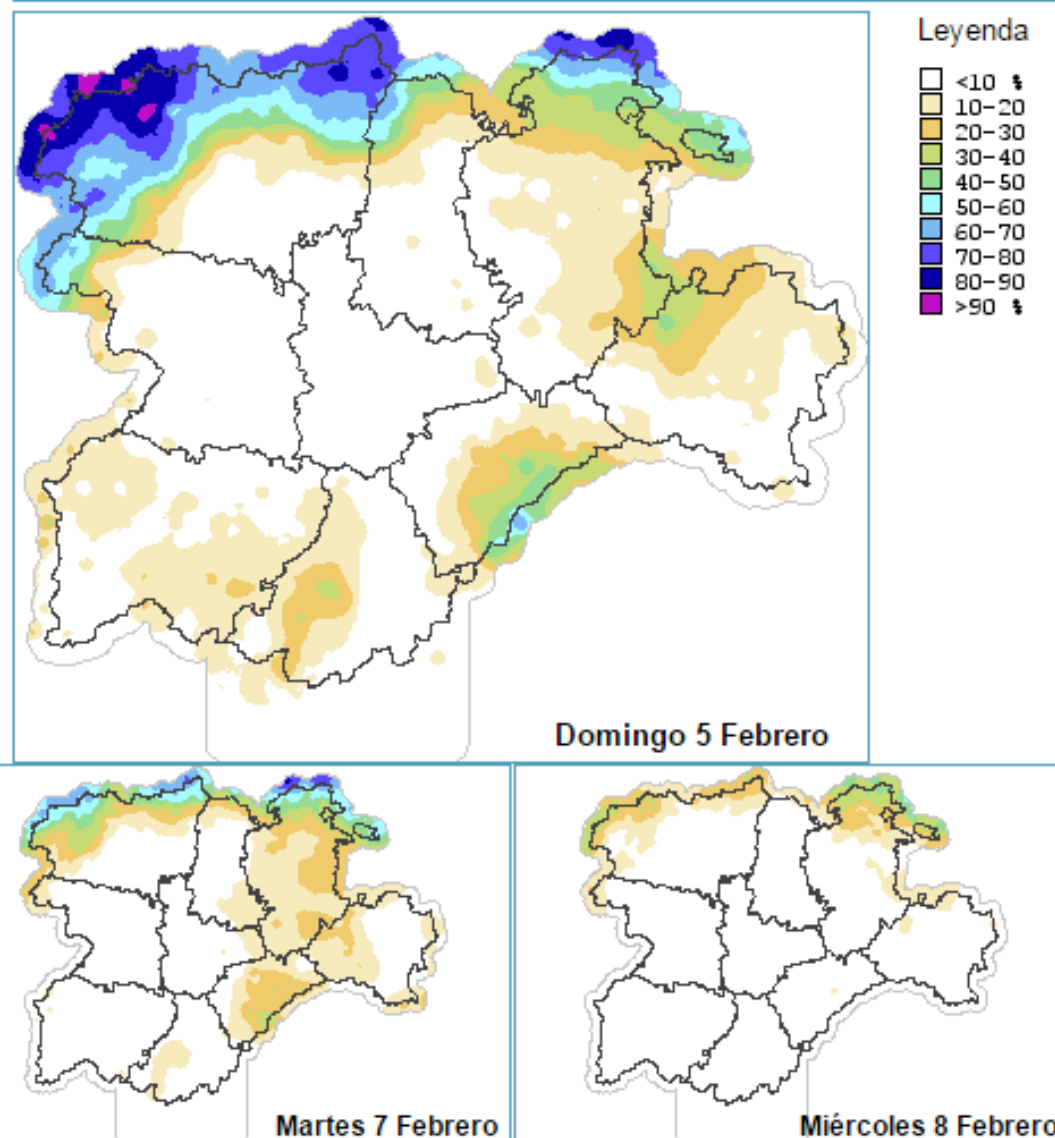 Leyenda
<10 %
10-20
20-30
30-40
40-50
50-60
60-70
70-80
80-90
>90 %
Domingo 5 Febrero
Martes 7 Febrero
Miércoles 8 Febrero